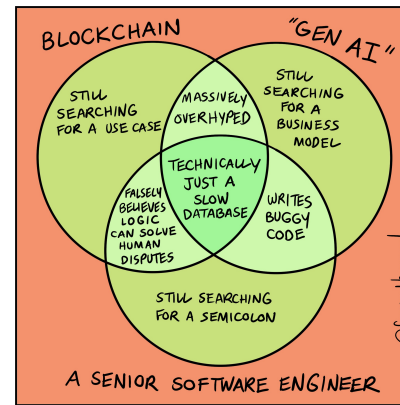 BLOCKCHAIN
"GEN AI"
STILL
SEARCHING
FOR A USE CASE
MASSIVELY
OVERHYPED
STILL
SEARCHING
FOR A
BUSINESS
MODEL
TECHNICALLY
JUST A
SLOW
DATABASE
FALSELY
BELIEVES
LOGIC
CAN SOLVE
HUMAN
DISPUTES
WRITES
BUGGY
CODE
STILL SEARCHING
FOR A SEMICOLON
A SENIOR SOFTWARE ENGINEER